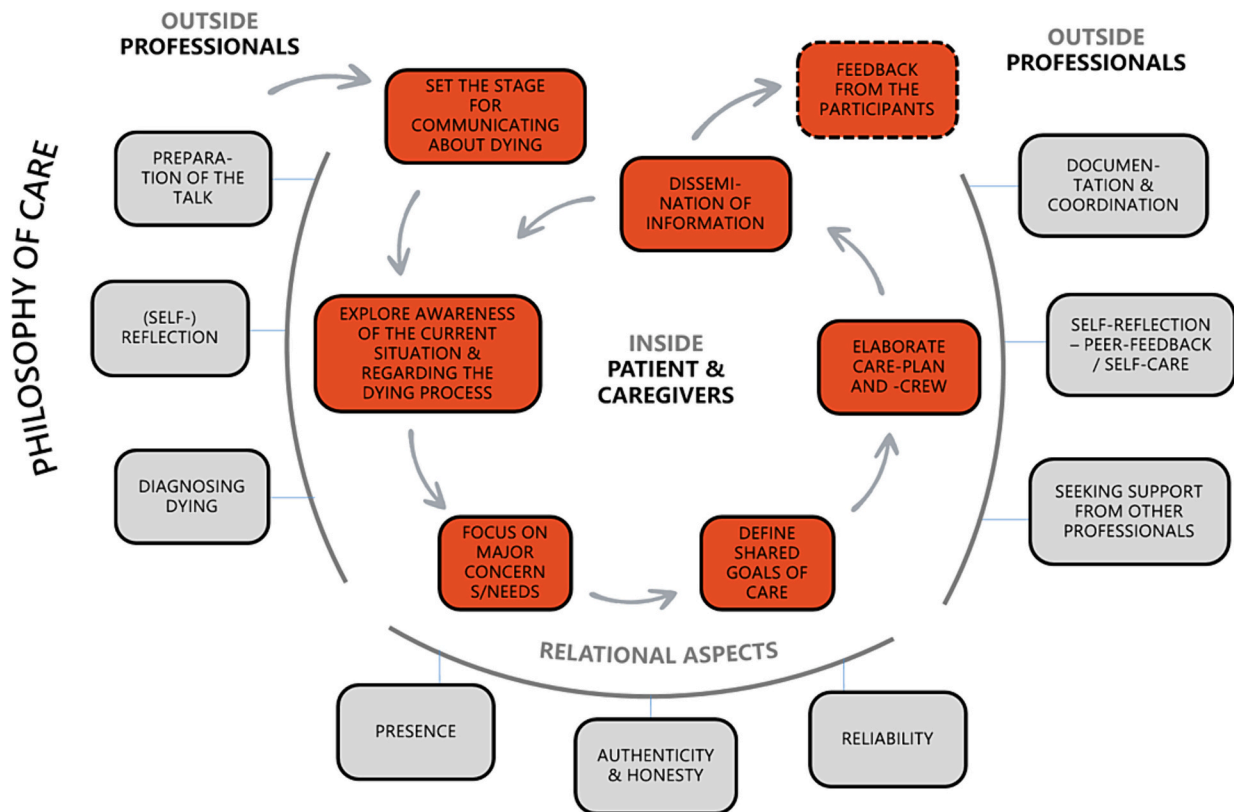 OUTSIDE
PROFESSIONALS
OUTSIDE
PROFESSIONALS
PHILOSOPHY OF CARE
SET THE STAGE
FOR
COMMUNICATING
ABOUT DYING
FEEDBACK
FROM THE
PARTICIPANTS
PREPARA-
TION OF THE
TALK
DISSEMI-
NATION OF
INFORMATION
DOCUMEN-
TATION &
COORDINATION
(SELF-)
REFLECTION
EXPLORE AWARENESS
OF THE CURRENT
SITUATION &
REGARDING THE
DYING PROCESS
INSIDE
PATIENT &
CAREGIVERS
ELABORATE
CARE-PLAN
AND -CREW
SELF-REFLECTION
– PEER-FEEDBACK
/ SELF-CARE
DIAGNOSING
DYING
FOCUS ON
MAJOR
CONCERN
S/NEEDS
DEFINE
SHARED
GOALS OF
CARE
SEEKING SUPPORT
FROM OTHER
PROFESSIONALS
RELATIONAL ASPECTS
PRESENCE
AUTHENTICITY
& HONESTY
RELIABILITY